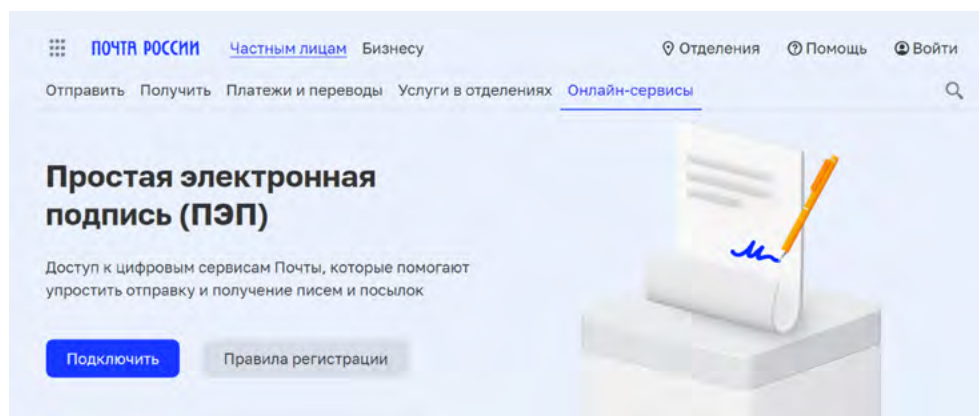 ПОЧТА РОССИИ Частным лицам Бизнесу Отделения Помощь Войти
Отправить Получить Платежи и переводы Услуги в отделениях Онлайн-сервисы
Простая электронная
подпись (ПЭП)
Доступ к цифровым сервисам Почты, которые помогают
упростить отправку и получение писем и посылок
Подключить Правила регистрации